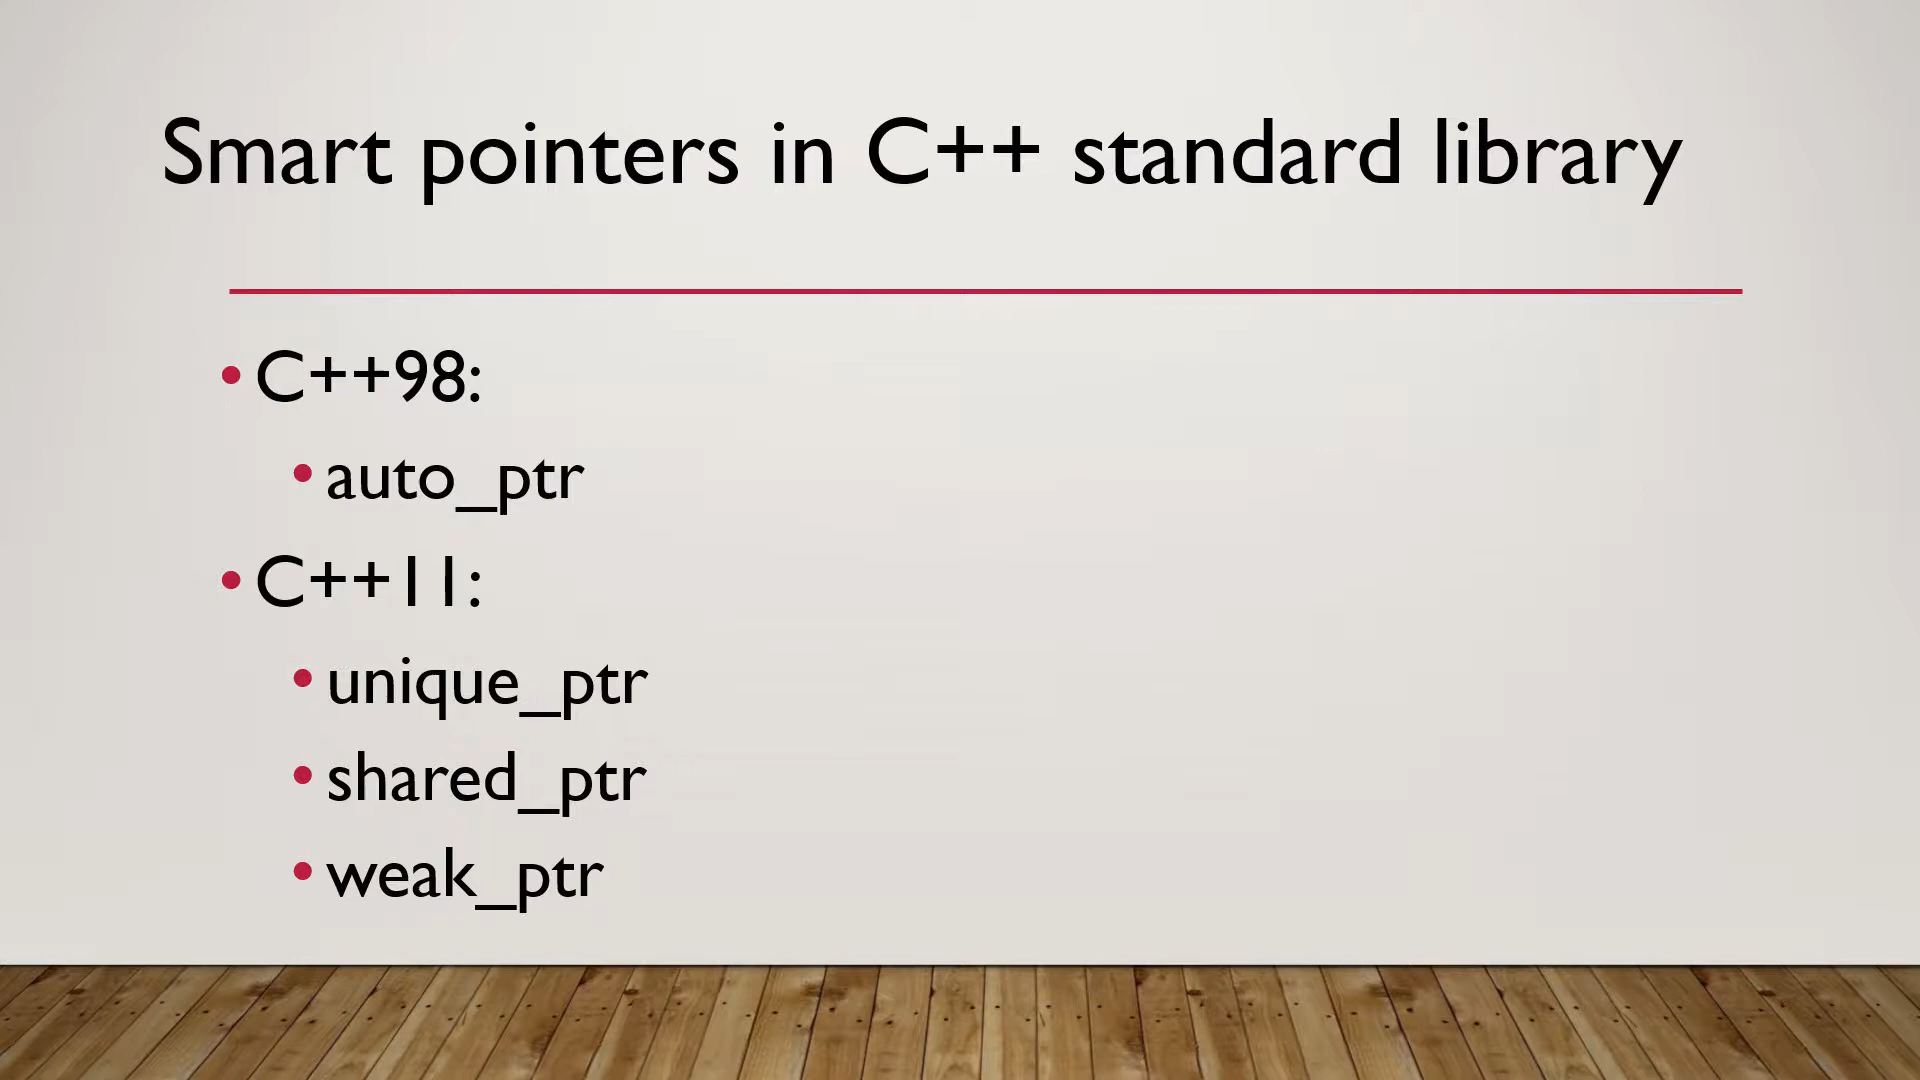 Smart pointers in C++ standard library
• C++98:
• auto_ptr
• C++11:
• unique_ptr
• shared_ptr
• weak_ptr